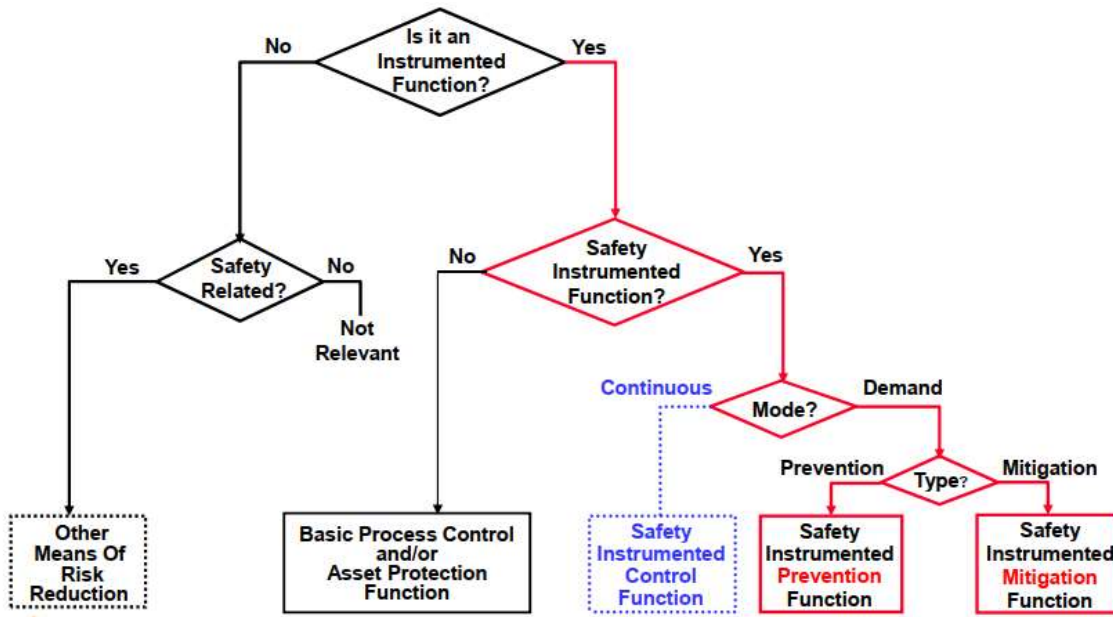 Is it an
Instrumented
Function?
No
Yes
Safety
Related?
Yes
No
Not
Relevant
Safety
Instrumented
Function?
No
Yes
Continuous
Mode?
Demand
Prevention
Type?
Mitigation
Other
Means Of
Risk
Reduction
Basic Process Control
and/or
Asset Protection
Function
Safety
Instrumented
Control
Function
Safety
Instrumented
Prevention
Function
Safety
Instrumented
Mitigation
Function